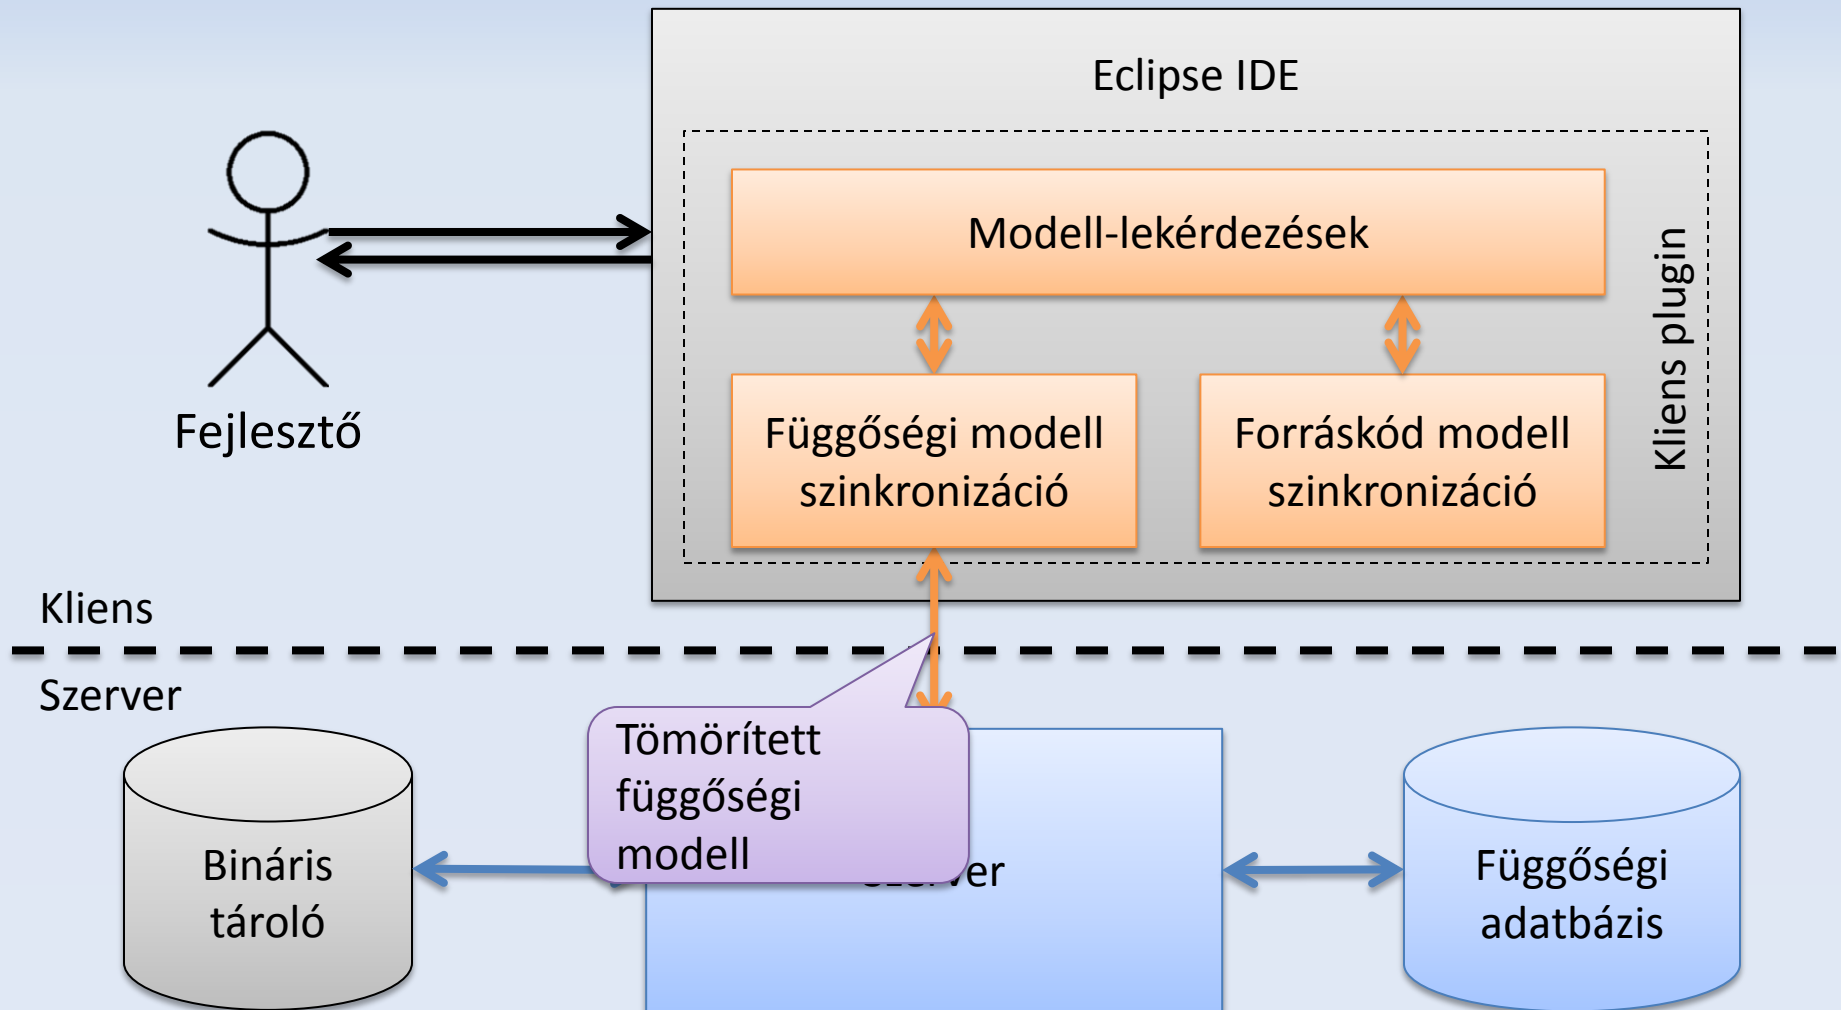 Eclipse IDE
Modell-lekérdezések
Kliens plugin
Függőségi modell
szinkronizáció
Forráskód modell
szinkronizáció
Fejlesztő
Kliens
Szerver
Tömörített
függőségi
modell
Bináris
tároló
Függőségi
adatbázis